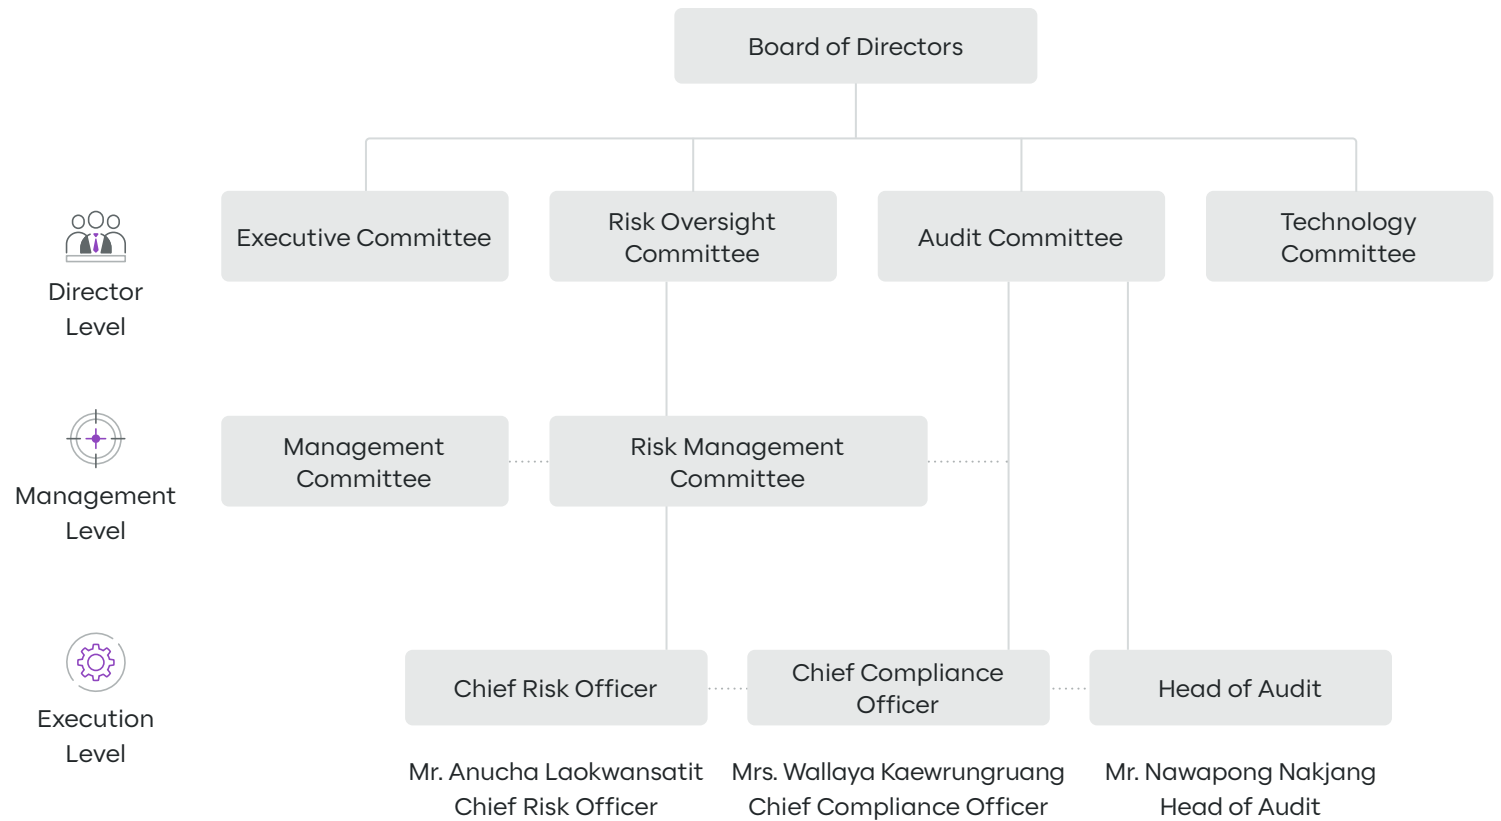 Board of Directors
Executive Committee
Risk Oversight
Committee
Audit Committee
Technology
Committee
Director
Level
Management
Committee
Risk Management
Committee
Management
Level
Chief Risk Officer
Chief Compliance
Officer
Head of Audit
Execution
Level
Mr. Anucha Laokwansatit
Chief Risk Officer
Mrs. Wallaya Kaewrungruang
Chief Compliance Officer
Mr. Nawapong Nakjang
Head of Audit